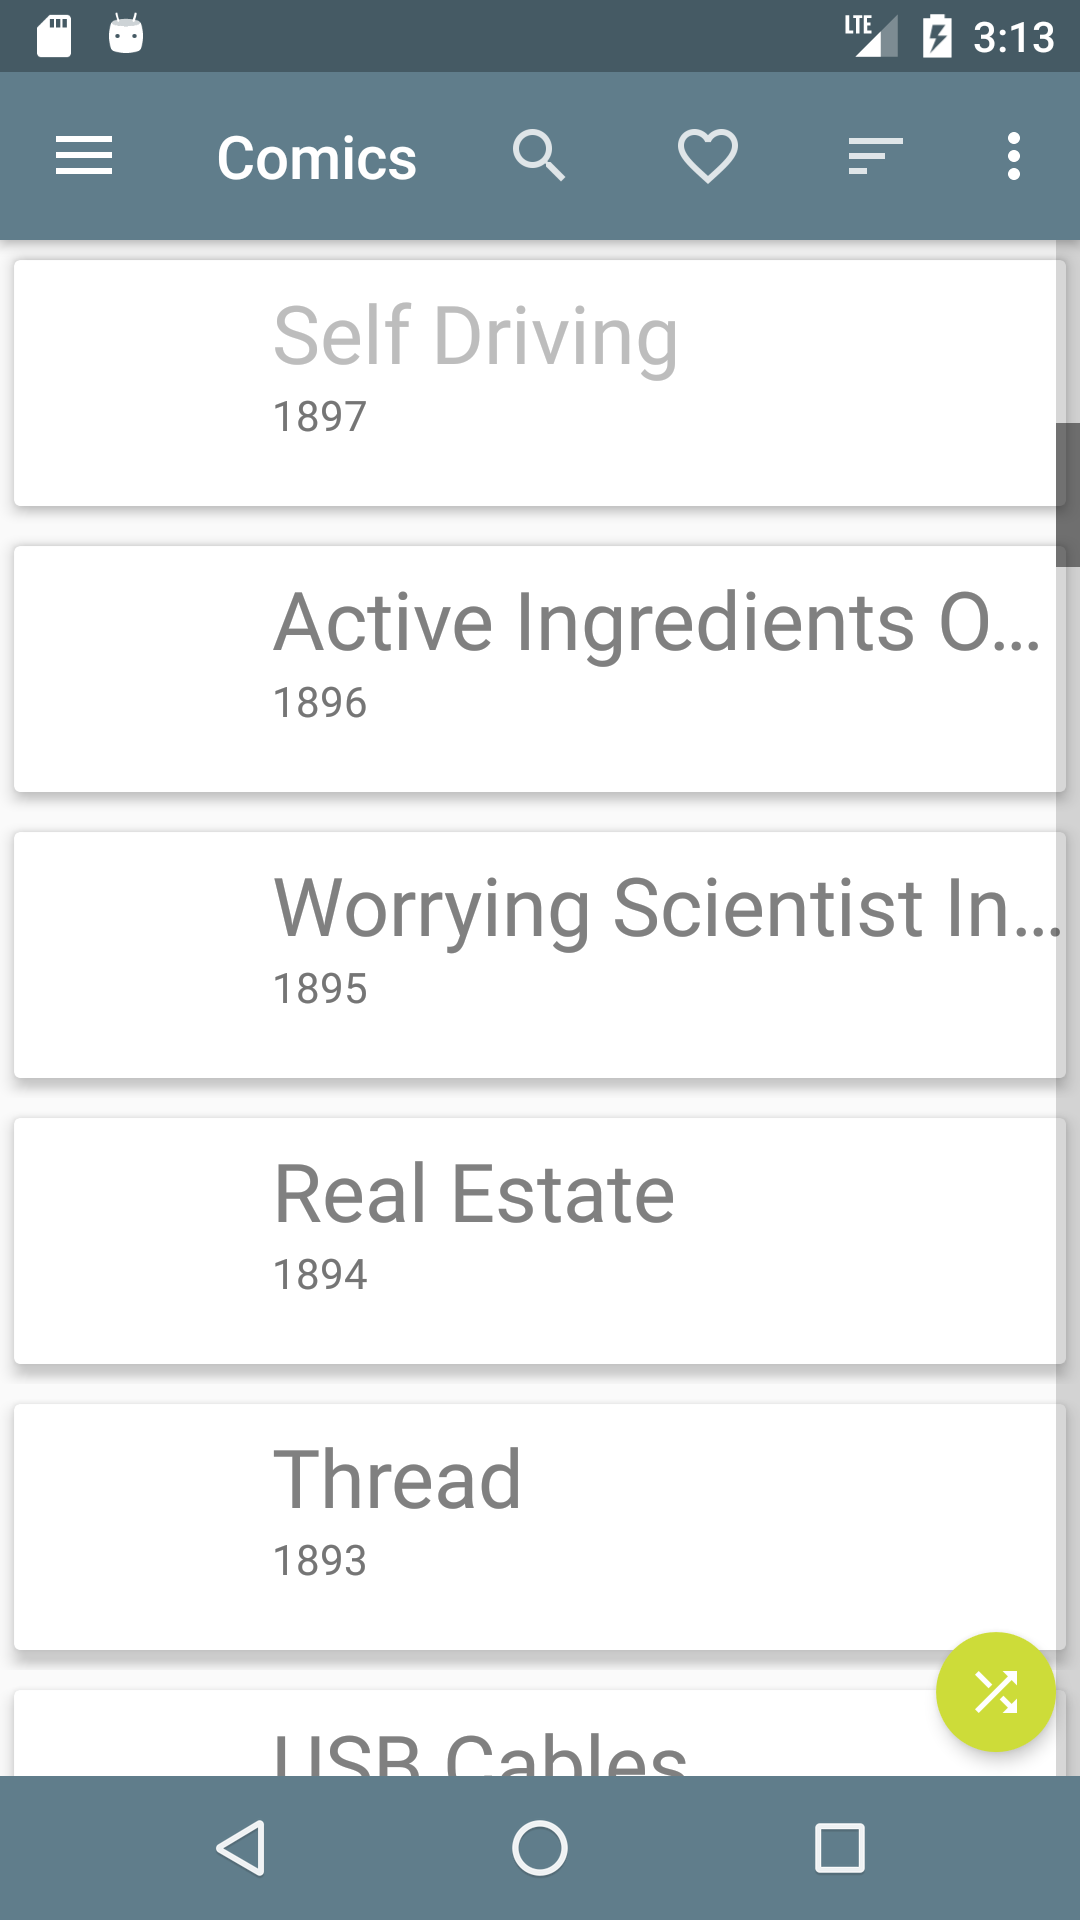 LTE 3:13
Comics
Self Driving
1897
Active Ingredients O...
1896
Worrying Scientist In...
1895
Real Estate
1894
Thread
1893
USB Cables